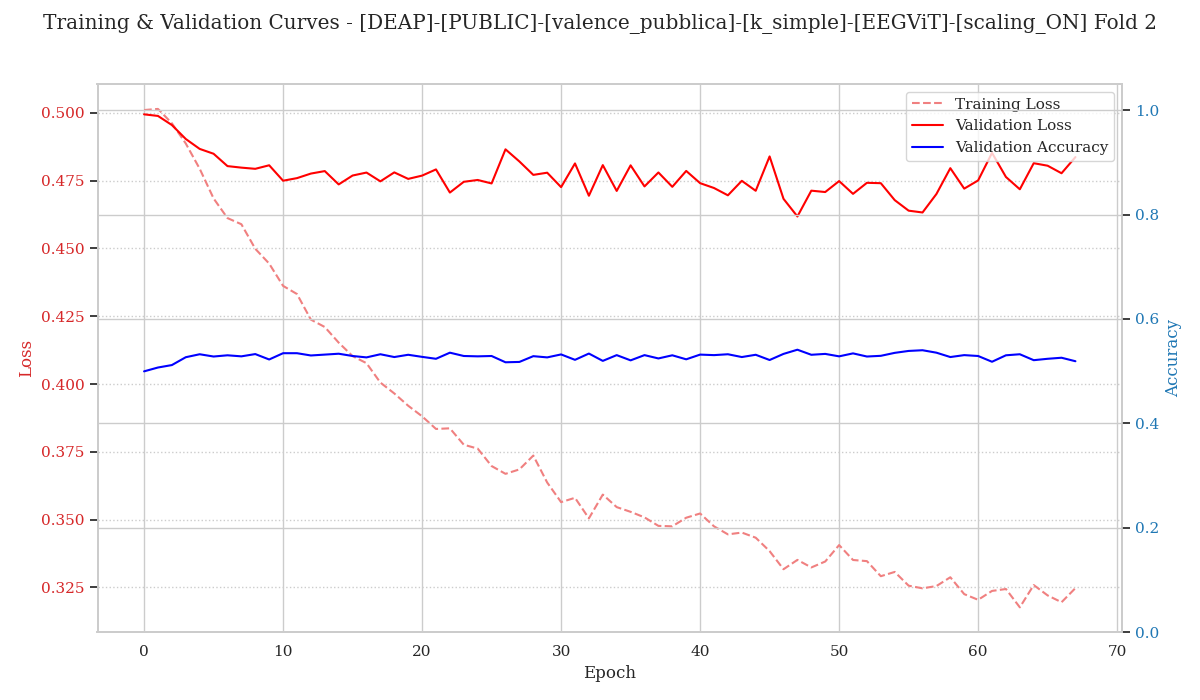 Training & Validation Curves - [DEAP]-[PUBLIC]-[valence_pubblica]-[k_simple]-[EEGViT]-[scaling_ON] Fold 2
Training Loss
Validation Loss
Validation Accuracy
0.500
0.475
0.450
0.425
0.400
0.375
0.350
0.325
Loss
1.0
0.8
0.6
0.4
0.2
0.0
Accuracy
0 10 20 30 40 50 60 70
Epoch